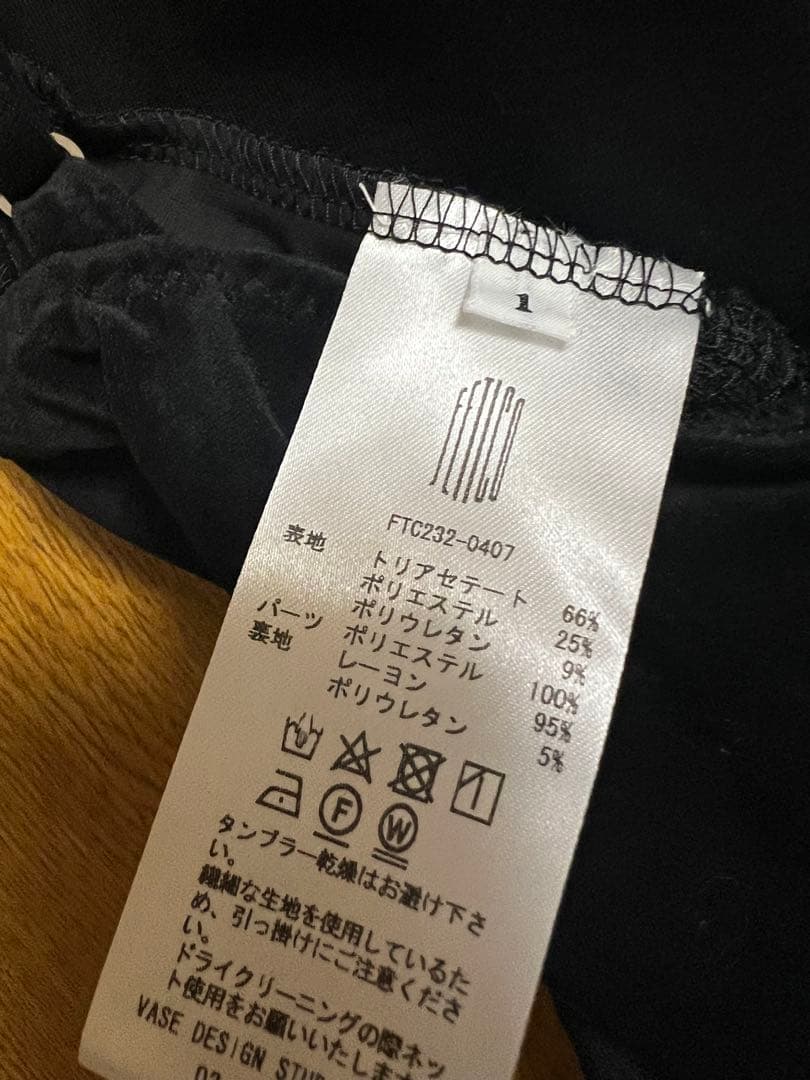 1
FETICO
FTC232-0407
表地 トリアセテート 66%
ポリエステル 25%
ポリウレタン 9%
パーツ ポリエステル 100%
裏地 レーヨン 95%
ポリウレタン 5%
F W
タンブラー乾燥はお避け下さ
い。
繊細な生地を使用しているた
め、引っ掛けにご注意くださ
い。
ドライクリーニングの際ネッ
ト使用をお願いいたします
VASE DESIGN